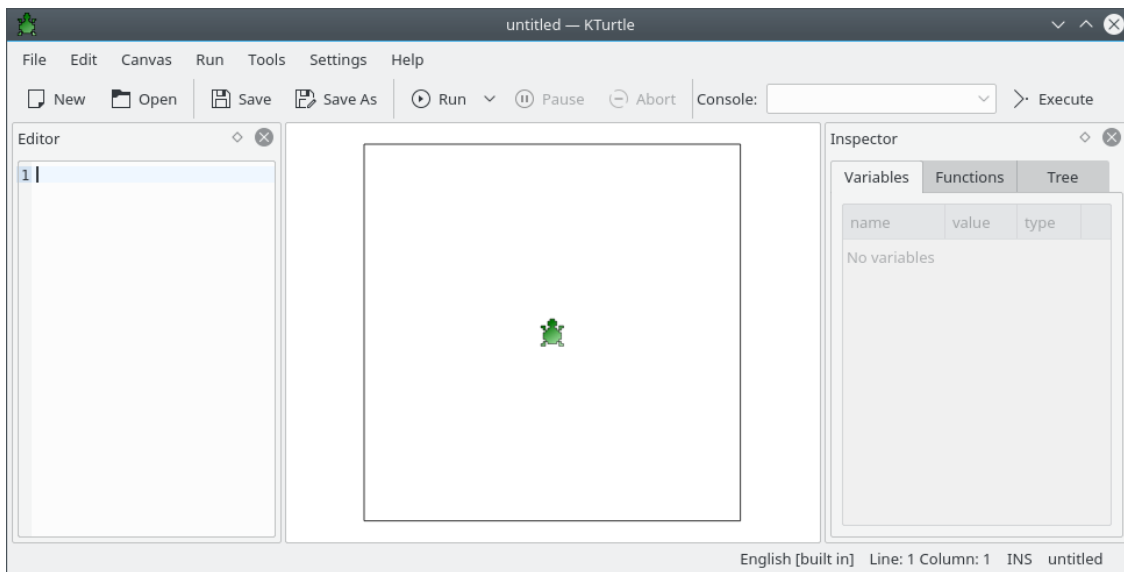 untitled — KTurtle
File Edit Canvas Run Tools Settings Help
New Open Save Save As Run Pause Abort Console: Execute
Editor
1
Inspector
Variables Functions Tree
name value type
No variables
English [built in] Line: 1 Column: 1 INS untitled